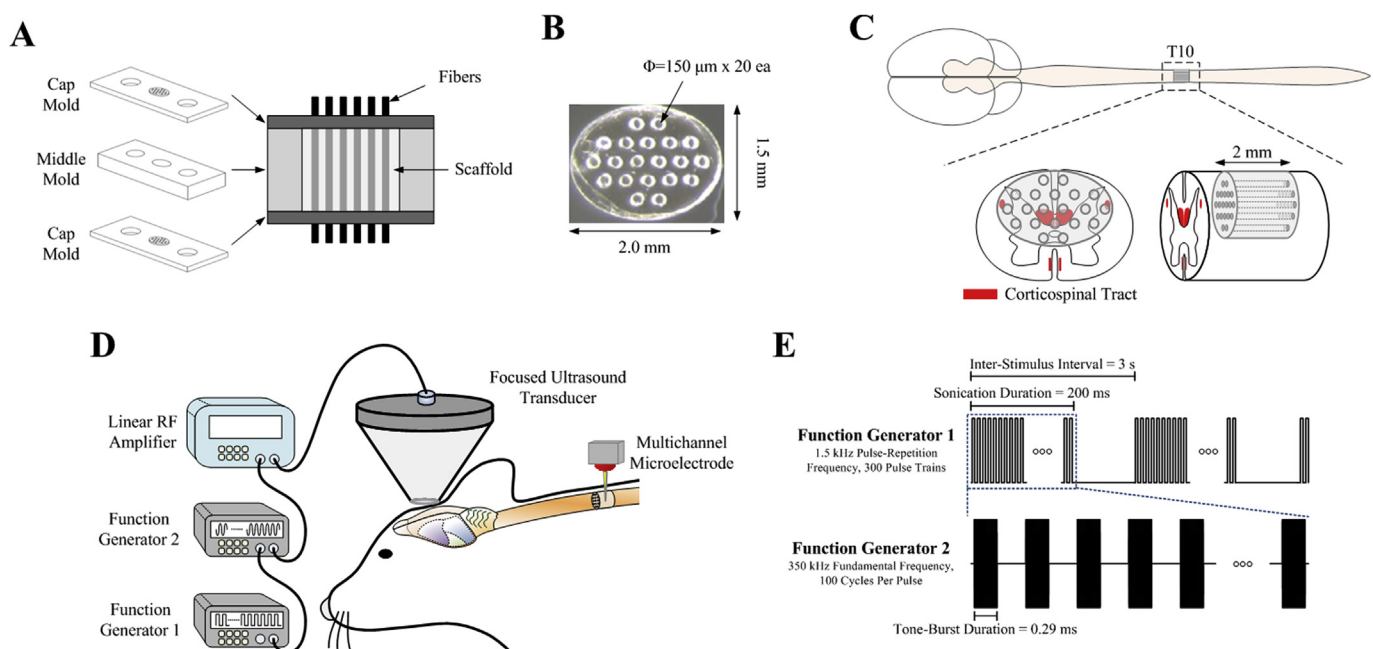 A
Cap
Mold
Middle
Mold
Cap
Mold
Fibers
Scaffold
B
Φ=150 μm x 20 ea
1.5 mm
2.0 mm
C
T10
2 mm
Corticospinal Tract
D
Linear RF
Amplifier
Function
Generator 2
Function
Generator 1
Focused Ultrasound
Transducer
Multichannel
Microelectrode
E
Inter-Stimulus Interval = 3 s
Sonication Duration = 200 ms
Function Generator 1
1.5 kHz Pulse-Repetition
Frequency, 300 Pulse Trains
Function Generator 2
350 kHz Fundamental Frequency,
100 Cycles Per Pulse
Tone-Burst Duration = 0.29 ms